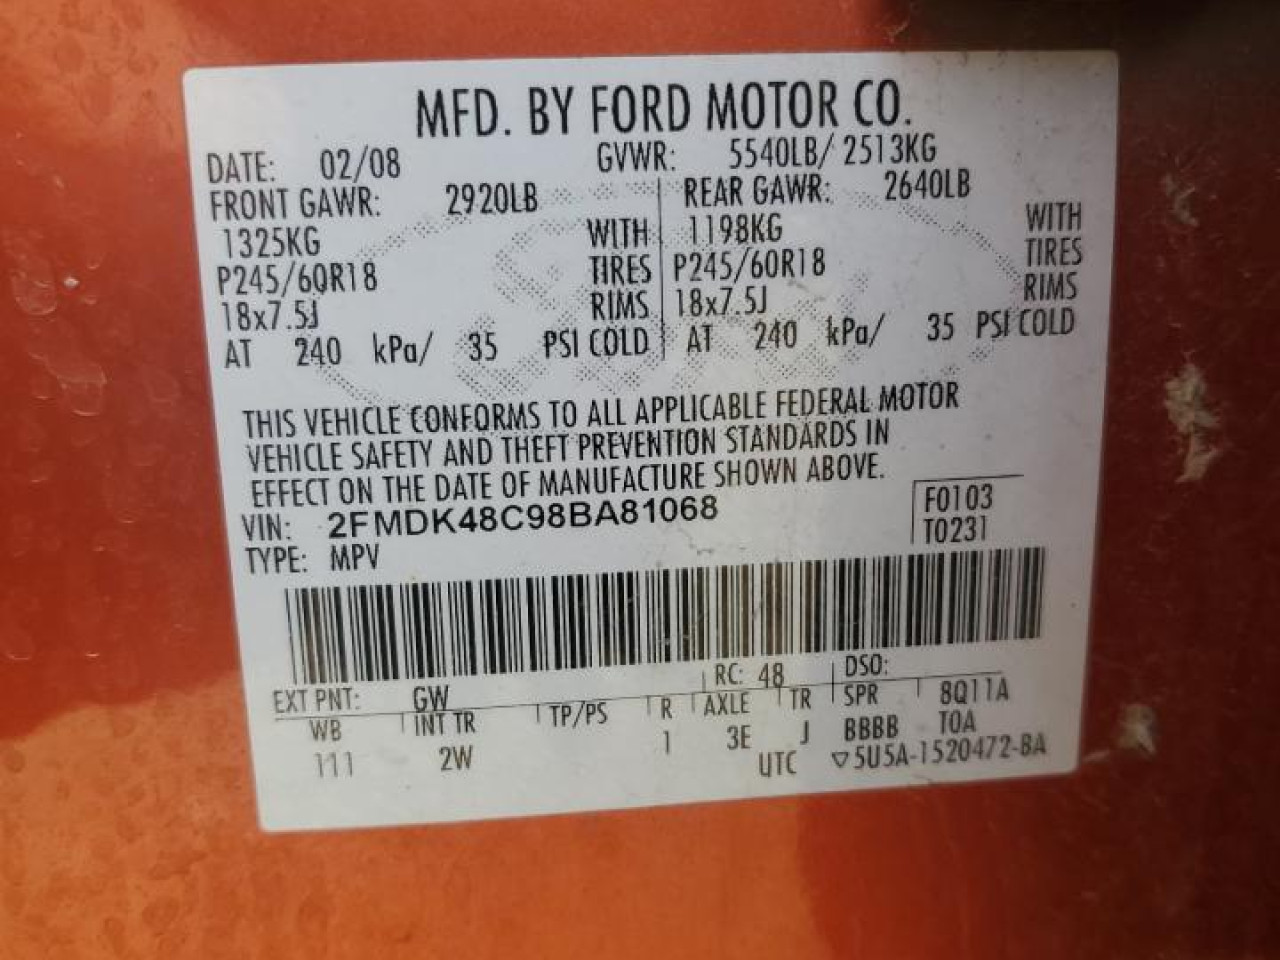 MFD. BY FORD MOTOR CO.
DATE: 02/08 GVWR: 5540LB/ 2513KG
FRONT GAWR: 2920LB REAR GAWR: 2640LB
1325KG WITH 1198KG WITH
P245/60R18 TIRES P245/60R18 TIRES
18x7.5J RIMS 18x7.5J RIMS
AT 240 kPa/ 35 PSI COLD AT 240 kPa/ 35 PSI COLD
THIS VEHICLE CONFORMS TO ALL APPLICABLE FEDERAL MOTOR
VEHICLE SAFETY AND THEFT PREVENTION STANDARDS IN
EFFECT ON THE DATE OF MANUFACTURE SHOWN ABOVE.
VIN: 2FMDK48C98BA81068 F0103
TYPE: MPV T0231
EXT PNT: GW RC: 48 DSO:
WB INT TR TP/PS R AXLE TR SPR 8Q11A
111 2W 1 3E J BBBB TOA
UTC ▽5U5A-1520472-BA